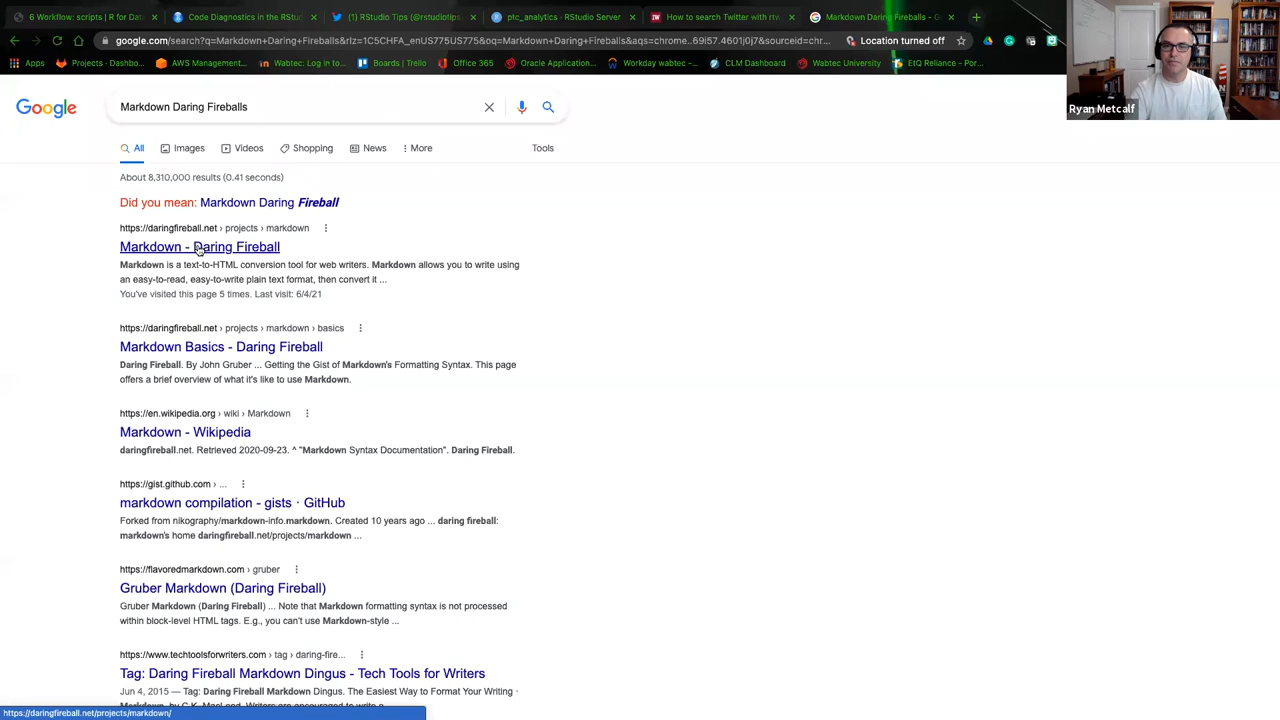 6 Workflow: scripts | R for Dat
Code Diagnostics in the RStu
(1) RStudio Tips (@rstudiotips
ptc_analytics - RStudio Server
How to search Twitter with rtw
Markdown Daring Fireballs - G
google.com/search?q=Markdown+Daring+Fireballs&rlz=1C5CHFA_enUS775US775&oq=Markdown+Daring+Fireballs&aqs=chrome..69i57.4601j0j7&sourceid=chr...
Location turned off
Apps
Projects · Dashbo...
AWS Management...
Wabtec: Log in to...
Boards | Trello
Office 365
Oracle Application...
Workday wabtec -...
CLM Dashboard
Wabtec University
EtQ Reliance - Por...
Ryan Metcalf
Google
Markdown Daring Fireballs
All
Images
Videos
Shopping
News
More
Tools
About 8,310,000 results (0.41 seconds)
Did you mean: Markdown Daring Fireball
https://daringfireball.net › projects › markdown
Markdown - Daring Fireball
Markdown is a text-to-HTML conversion tool for web writers. Markdown allows you to write using
an easy-to-read, easy-to-write plain text format, then convert it ...
You've visited this page 5 times. Last visit: 6/4/21
https://daringfireball.net › projects › markdown › basics
Markdown Basics - Daring Fireball
Daring Fireball. By John Gruber ... Getting the Gist of Markdown's Formatting Syntax. This page
offers a brief overview of what it's like to use Markdown.
https://en.wikipedia.org › wiki › Markdown
Markdown - Wikipedia
daringfireball.net. Retrieved 2020-09-23. ^ "Markdown Syntax Documentation". Daring Fireball.
https://gist.github.com › ...
markdown compilation - gists · GitHub
Forked from nikography/markdown-info.markdown. Created 10 years ago ... daring fireball:
markdown's home daringfireball.net/projects/markdown ...
https://flavoredmarkdown.com › gruber
Gruber Markdown (Daring Fireball)
Gruber Markdown (Daring Fireball) ... Note that Markdown formatting syntax is not processed
within block-level HTML tags. E.g., you can't use Markdown-style ...
https://www.techtoolsforwriters.com › tag › daring-fire...
Tag: Daring Fireball Markdown Dingus - Tech Tools for Writers
Jun 4, 2015 — Tag: Daring Fireball Markdown Dingus. The Easiest Way to Format Your Writing ·
https://daringfireball.net/projects/markdown/